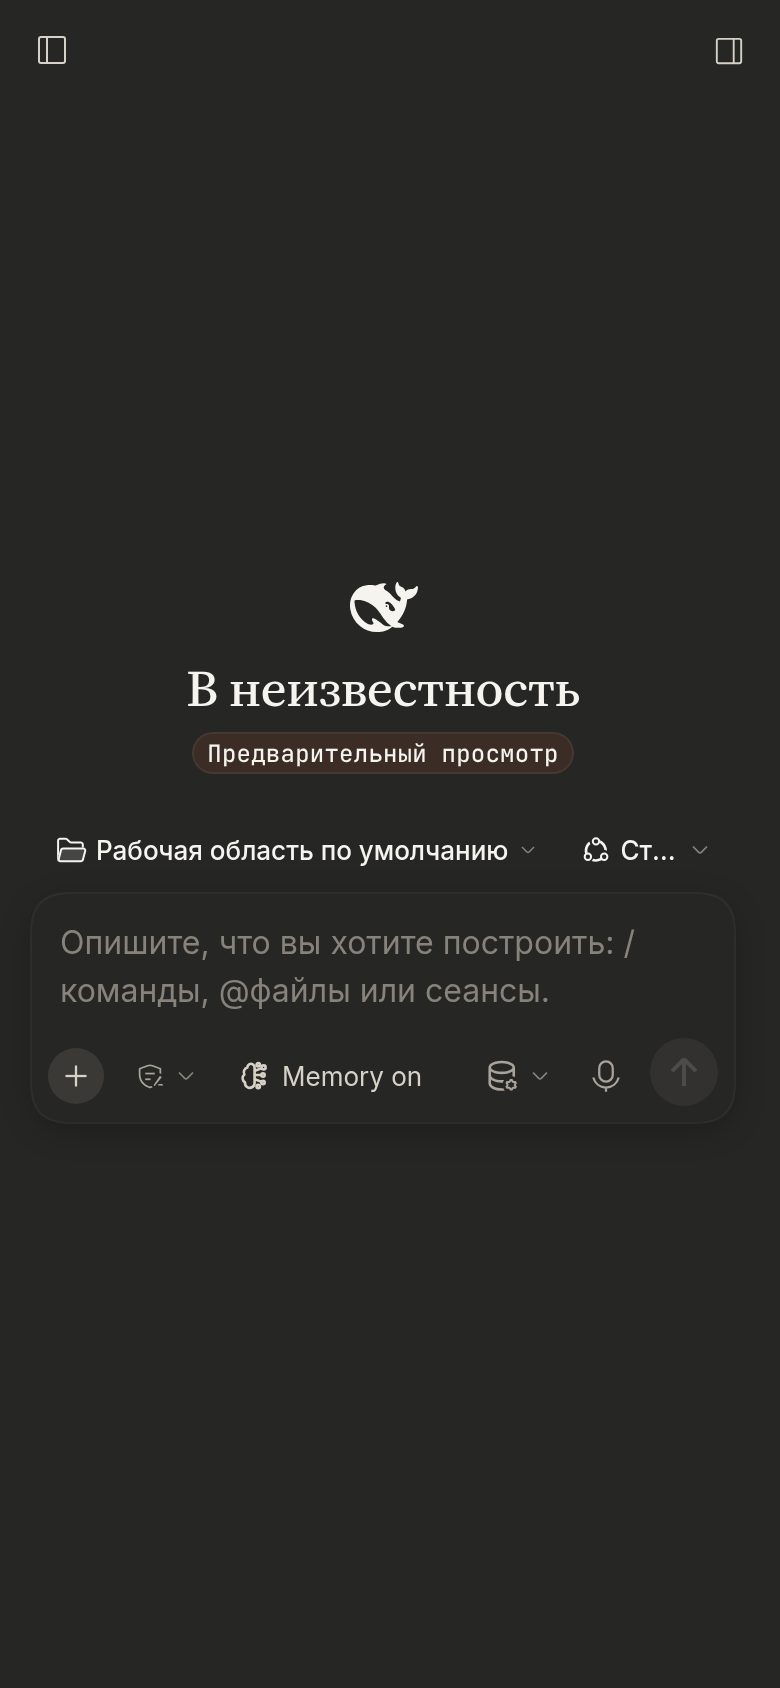 В неизвестность
Предварительный просмотр
Рабочая область по умолчанию Ст...
Опишите, что вы хотите построить: /
команды, @файлы или сеансы.
Memory on